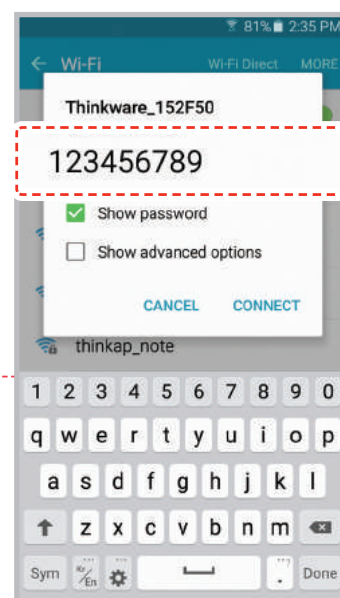 81% 2:35 PM
Wi-Fi Wi-Fi Direct MORE
Thinkware_152F50
123456789
Show password
Show advanced options
CANCEL CONNECT
thinkap_note
1 2 3 4 5 6 7 8 9 0
q w e r t y u i o p
a s d f g h j k l
z x c v b n m
Sym En . Done